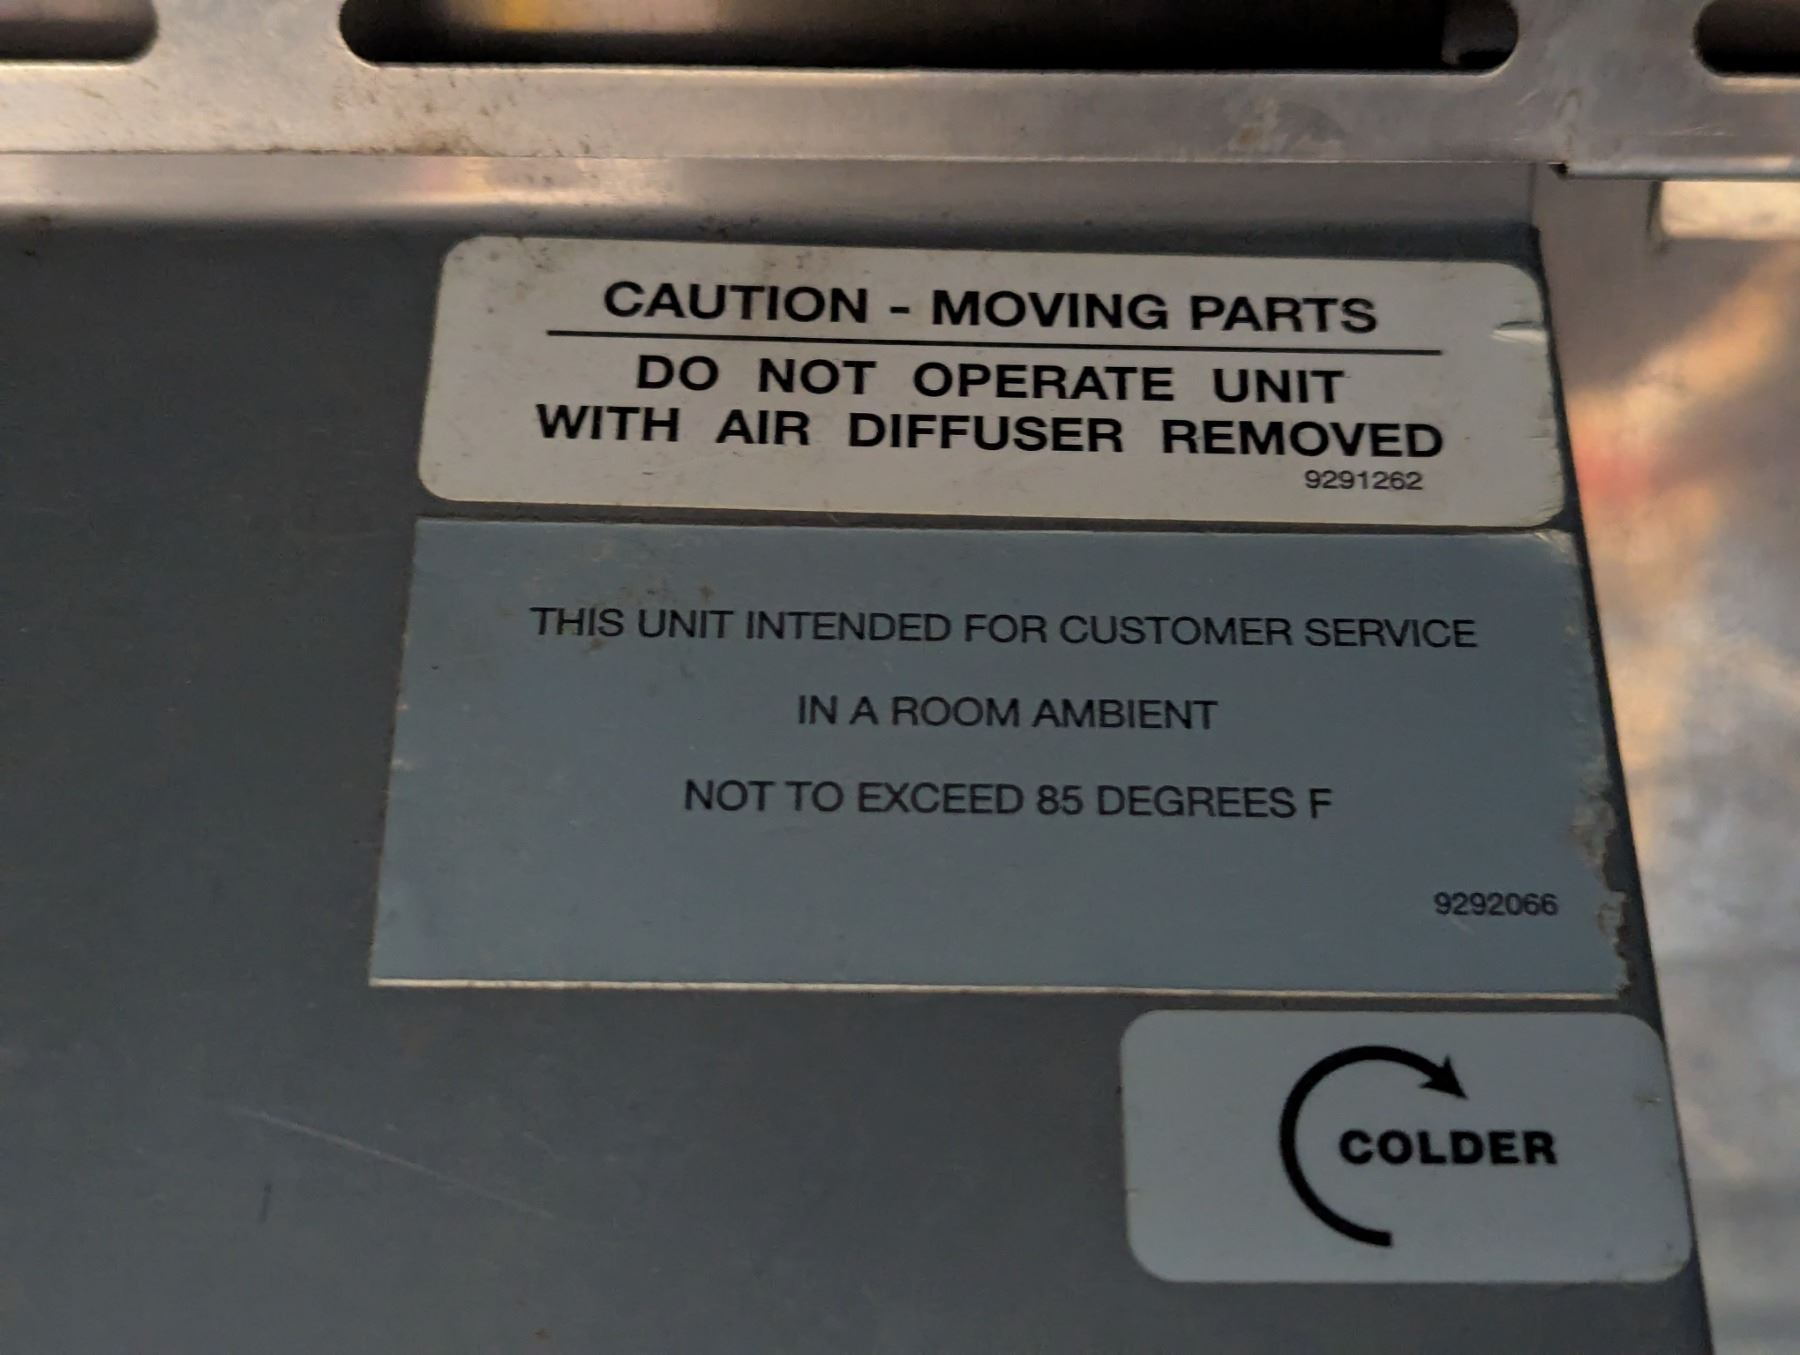 CAUTION - MOVING PARTS
DO NOT OPERATE UNIT
WITH AIR DIFFUSER REMOVED
9291262
THIS UNIT INTENDED FOR CUSTOMER SERVICE
IN A ROOM AMBIENT
NOT TO EXCEED 85 DEGREES F
9292066
COLDER